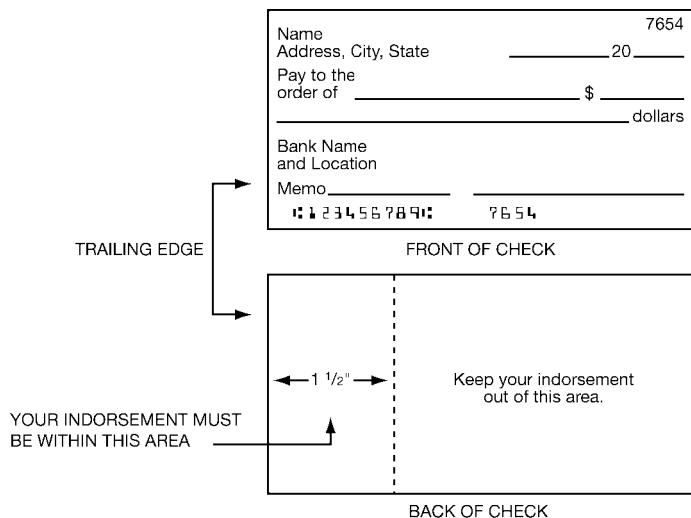 7654
Name
Address, City, State 20
Pay to the
order of $
dollars
Bank Name
and Location
Memo
⑆123456789⑆ 7654
TRAILING EDGE
FRONT OF CHECK
1 1/2"
Keep your indorsement
out of this area.
YOUR INDORSEMENT MUST
BE WITHIN THIS AREA
BACK OF CHECK